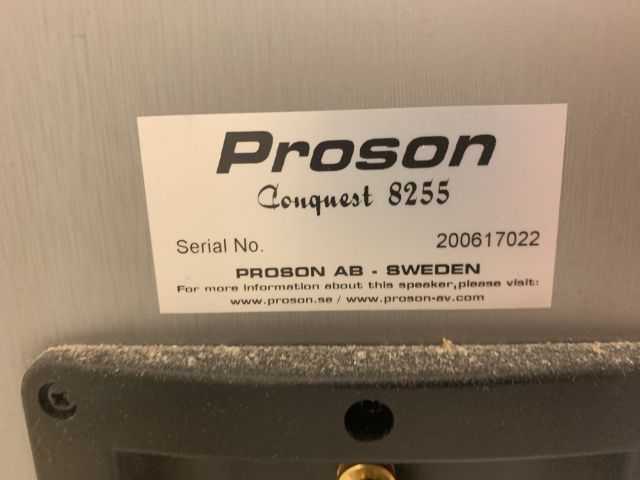 Proson
Conquest 8255
Serial No. 200617022
PROSON AB - SWEDEN
For more information about this speaker,please visit:
www.proson.se / www.proson-av.com